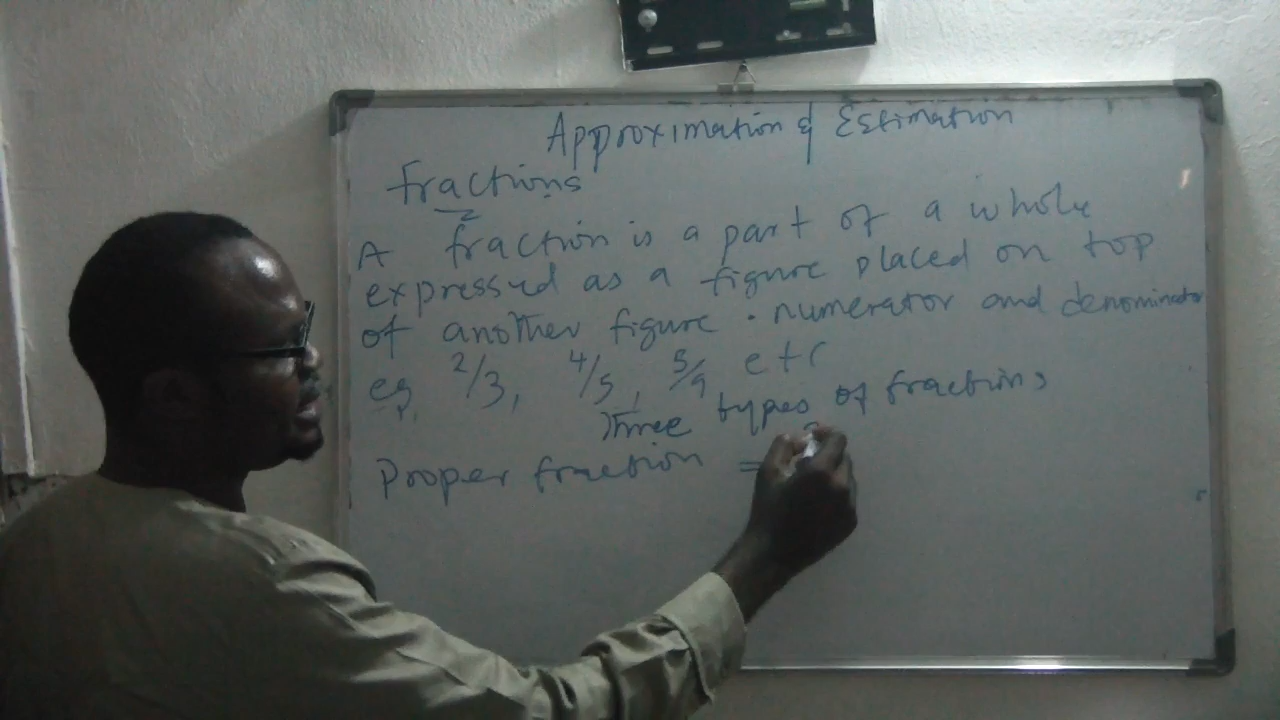 Approximation & Estimation
fractions
A fraction is a part of a whole
expressed as a figure placed on top
of another figure . numerator and denominator
eg, 2/3, 4/5, 5/9 etc
Three types of fractions
Proper fraction =